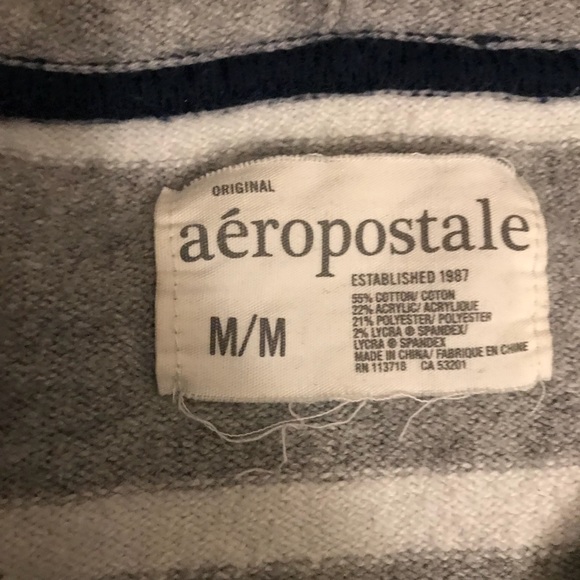 ORIGINAL
aéropostale
ESTABLISHED 1987
M/M
55% COTTON/ COTON
22% ACRYLIC/ ACRYLIQUE
21% POLYESTER/ POLYESTER
2% LYCRA ® SPANDEX/
LYCRA ® SPANDEX
MADE IN CHINA/ FABRIQUE EN CHINE
RN 113718 CA 53201